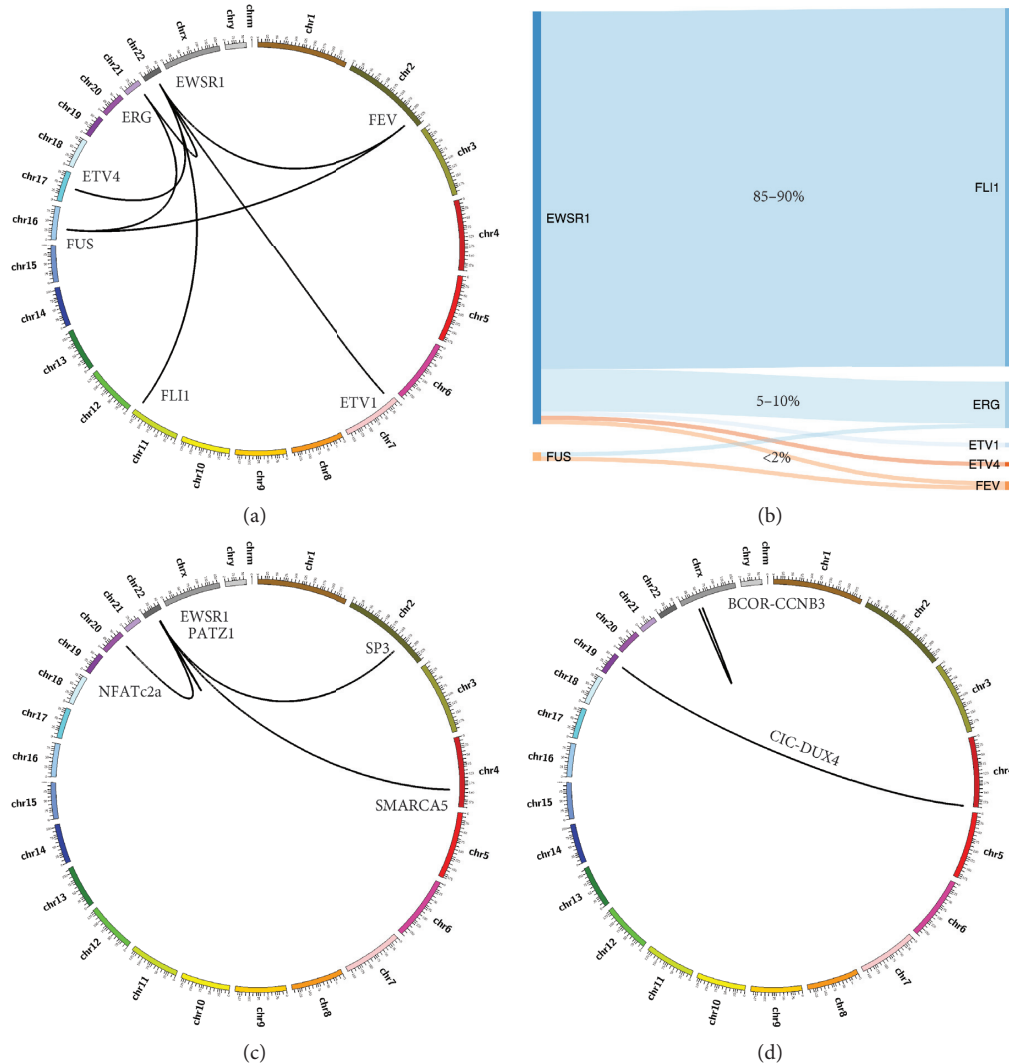 chr1
chr2
chr3
chr4
chr5
chr6
chr7
chr8
chr9
chr10
chr11
chr12
chr13
chr14
chr15
chr16
chr17
chr18
chr19
chr20
chr21
chr22
chrx
chry
chrm
EWSR1
ERG
FEV
ETV4
FUS
FLI1
ETV1
(a)
EWSR1
FUS
85–90%
5–10%
<2%
FLI1
ERG
ETV1
ETV4
FEV
(b)
chr1
chr2
chr3
chr4
chr5
chr6
chr7
chr8
chr9
chr10
chr11
chr12
chr13
chr14
chr15
chr16
chr17
chr18
chr19
chr20
chr21
chr22
chrx
chry
chrm
EWSR1
PATZ1
SP3
NFATc2a
SMARCA5
(c)
chr1
chr2
chr3
chr4
chr5
chr6
chr7
chr8
chr9
chr10
chr11
chr12
chr13
chr14
chr15
chr16
chr17
chr18
chr19
chr20
chr21
chr22
chrx
chry
chrm
BCOR-CCNB3
CIC-DUX4
(d)